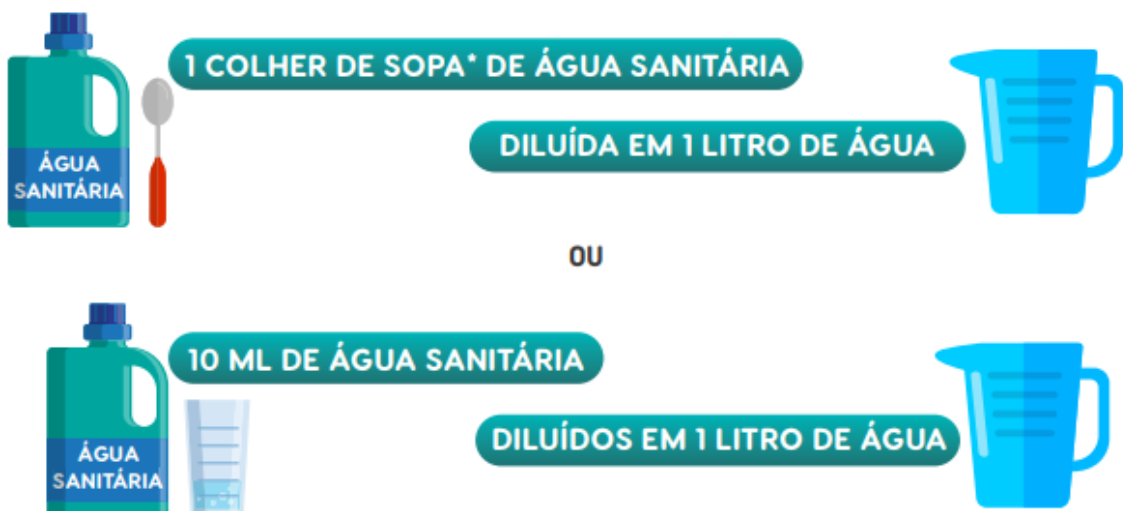 1 COLHER DE SOPA* DE ÁGUA SANITÁRIA
ÁGUA
SANITÁRIA
DILUÍDA EM 1 LITRO DE ÁGUA
OU
10 ML DE ÁGUA SANITÁRIA
ÁGUA
SANITÁRIA
DILUÍDOS EM 1 LITRO DE ÁGUA